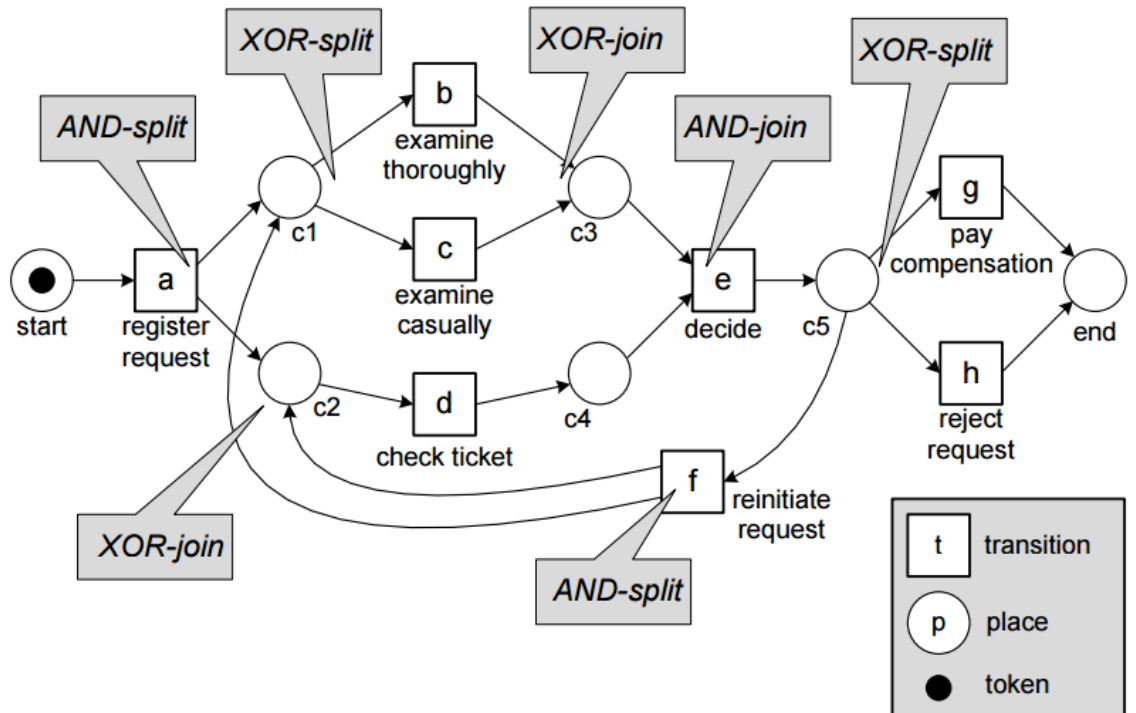 XOR-split
XOR-join
XOR-split
AND-split
AND-join
b
examine
thoroughly
c1
c3
g
pay
compensation
a
c
e
start
register
request
examine
casually
decide
c5
end
c2
d
c4
h
check ticket
reject
request
f
reinitiate
request
XOR-join
AND-split
t
transition
p
place
token